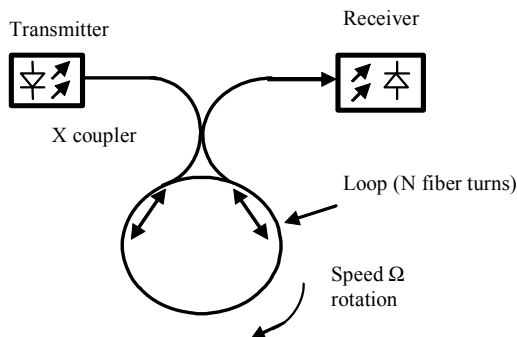 Transmitter
Receiver
X coupler
Loop (N fiber turns)
Speed Ω
rotation